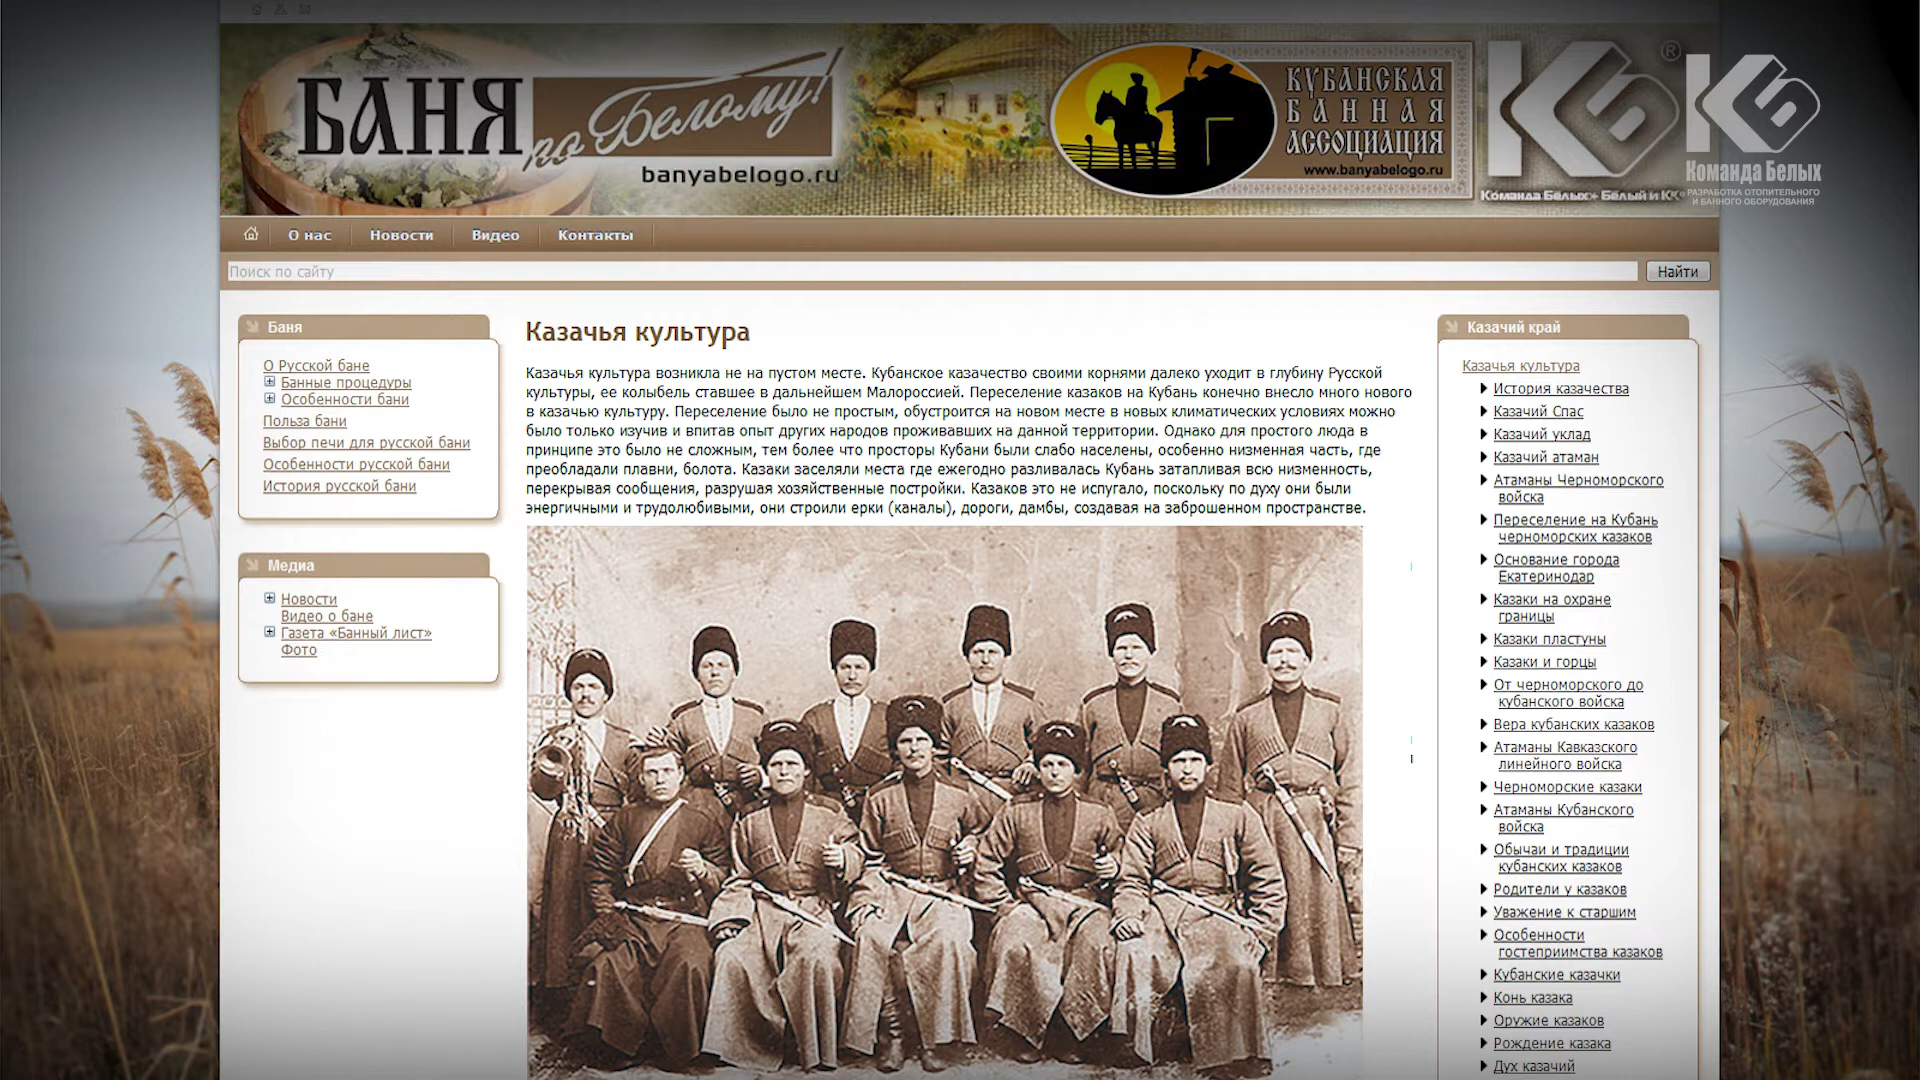 БАНЯ
по Белому!
banyabelogo.ru
КУБАНСКАЯ
БАННАЯ
АССОЦИАЦИЯ
www.banyabelogo.ru
КБ
®
КБ
Команда Белых
РАЗРАБОТКА ОТОПИТЕЛЬНОГО
И БАННОГО ОБОРУДОВАНИЯ
О нас
Новости
Видео
Контакты
Поиск по сайту
Найти
Баня
О Русской бане
Банные процедуры
Особенности бани
Польза бани
Выбор печи для русской бани
Особенности русской бани
История русской бани
Медиа
Новости
Видео о бане
Газета «Банный лист»
Фото
Казачья культура
Казачья культура возникла не на пустом месте. Кубанское казачество своими корнями далеко уходит в глубину Русской
культуры, ее колыбель ставшее в дальнейшем Малороссией. Переселение казаков на Кубань конечно внесло много нового
в казачью культуру. Переселение было не простым, обустроится на новом месте в новых климатических условиях можно
было только изучив и впитав опыт других народов проживавших на данной территории. Однако для простого люда в
принципе это было не сложным, тем более что просторы Кубани были слабо населены, особенно низменная часть, где
преобладали плавни, болота. Казаки заселяли места где ежегодно разливалась Кубань затапливая всю низменность,
перекрывая сообщения, разрушая хозяйственные постройки. Казаков это не испугало, поскольку по духу они были
энергичными и трудолюбивыми, они строили ерки (каналы), дороги, дамбы, создавая на заброшенном пространстве.
Казачий край
Казачья культура
История казачества
Казачий Спас
Казачий уклад
Казачий атаман
Атаманы Черноморского
войска
Переселение на Кубань
черноморских казаков
Основание города
Екатеринодар
Казаки на охране
границы
Казаки пластуны
Казаки и горцы
От черноморского до
кубанского войска
Вера кубанских казаков
Атаманы Кавказского
линейного войска
Черноморские казаки
Атаманы Кубанского
войска
Обычаи и традиции
кубанских казаков
Родители у казаков
Уважение к старшим
Особенности
гостеприимства казаков
Кубанские казачки
Конь казака
Оружие казаков
Рождение казака
Дух казачий